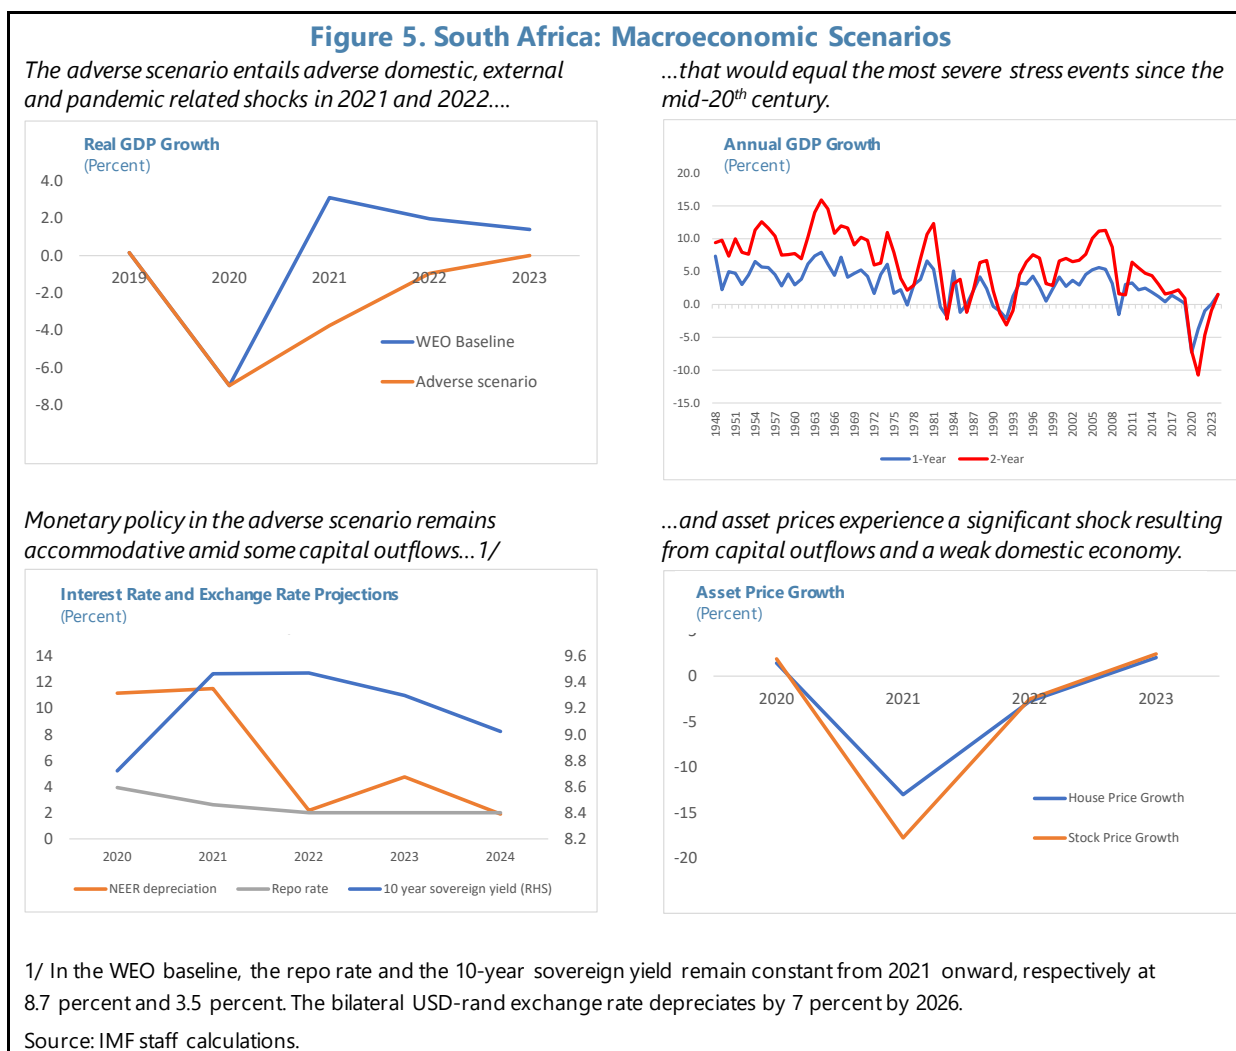 Figure 5. South Africa: Macroeconomic Scenarios
The adverse scenario entails adverse domestic, external
and pandemic related shocks in 2021 and 2022....
...that would equal the most severe stress events since the
mid-20th century.
Real GDP Growth
(Percent)
4.0
2.0
0.0
-2.0
-4.0
-6.0
-8.0
2019 2020 2021 2022 2023
WEO Baseline
Adverse scenario
Annual GDP Growth
(Percent)
20.0
15.0
10.0
5.0
0.0
-5.0
-10.0
-15.0
1948 1951 1954 1957 1960 1963 1966 1969 1972 1975 1978 1981 1984 1987 1990 1993 1996 1999 2002 2005 2008 2011 2014 2017 2020 2023
1-Year 2-Year
Monetary policy in the adverse scenario remains
accommodative amid some capital outflows...1/
...and asset prices experience a significant shock resulting
from capital outflows and a weak domestic economy.
Interest Rate and Exchange Rate Projections
(Percent)
14
12
10
8
6
4
2
0
9.6
9.4
9.2
9.0
8.8
8.6
8.4
8.2
2020 2021 2022 2023 2024
NEER depreciation Repo rate 10 year sovereign yield (RHS)
Asset Price Growth
(Percent)
0
-5
-10
-15
-20
2020 2021 2022 2023
House Price Growth
Stock Price Growth
1/ In the WEO baseline, the repo rate and the 10-year sovereign yield remain constant from 2021 onward, respectively at
8.7 percent and 3.5 percent. The bilateral USD-rand exchange rate depreciates by 7 percent by 2026.
Source: IMF staff calculations.